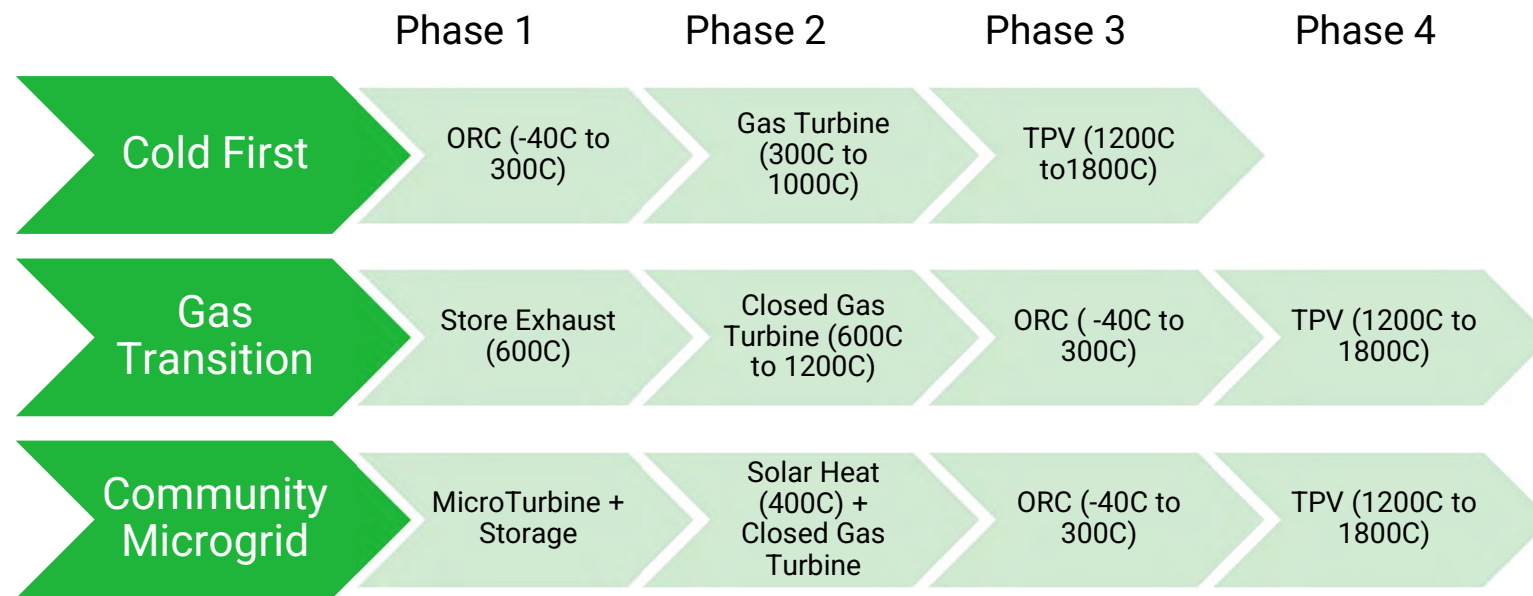 Phase 1
Phase 2
Phase 3
Phase 4
Cold First
ORC (-40C to
300C)
Gas Turbine
(300C to
1000C)
TPV (1200C
to1800C)
Gas
Transition
Store Exhaust
(600C)
Closed Gas
Turbine (600C
to 1200C)
ORC ( -40C to
300C)
TPV (1200C to
1800C)
Community
Microgrid
MicroTurbine +
Storage
Solar Heat
(400C) +
Closed Gas
Turbine
ORC (-40C to
300C)
TPV (1200C to
1800C)